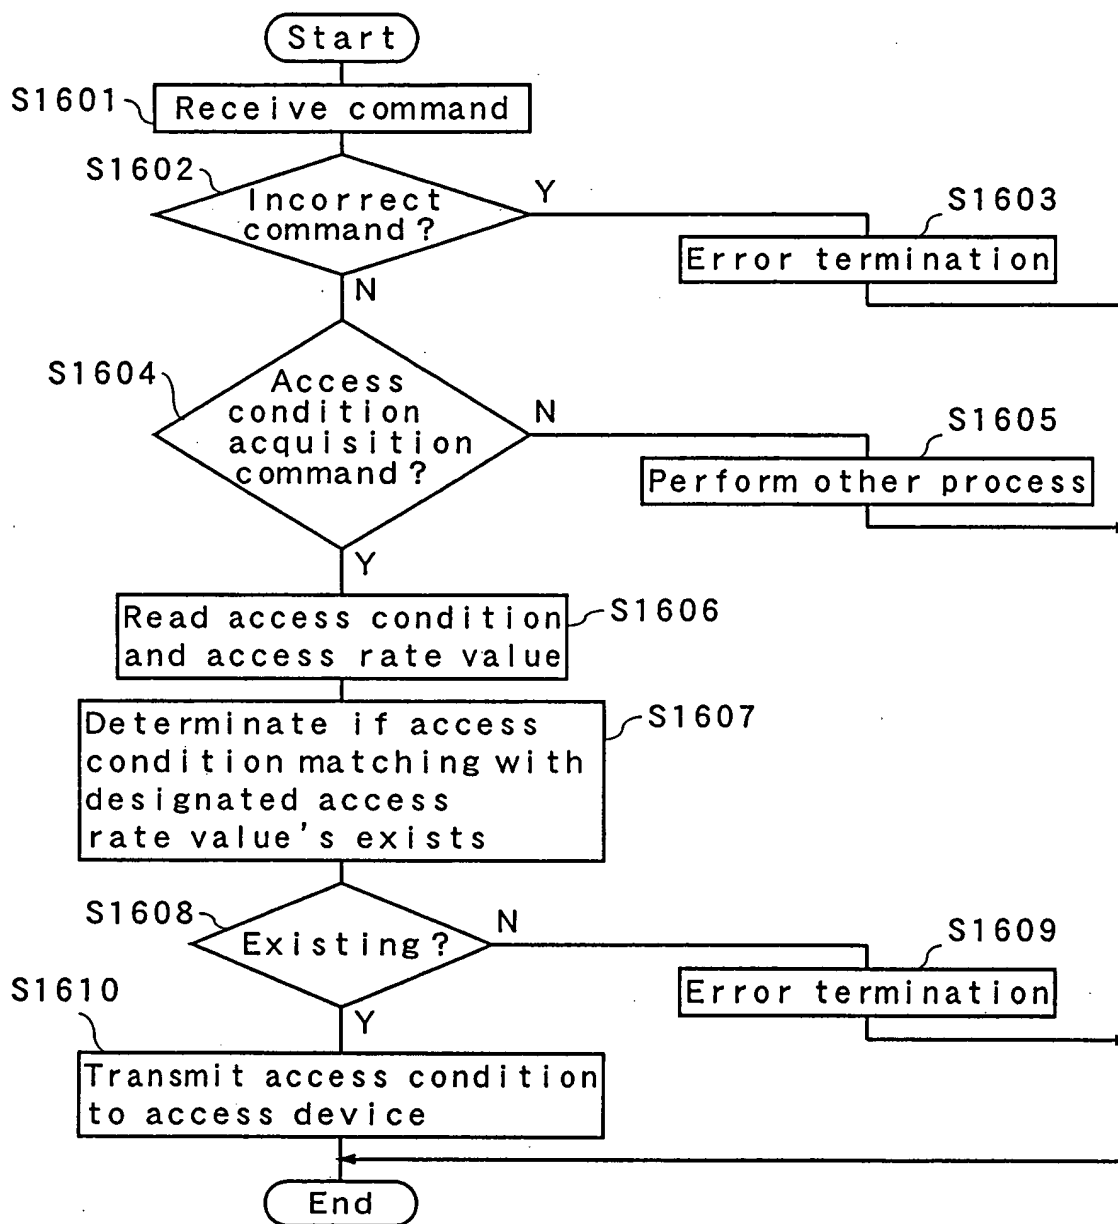 Start
S1601
Receive command
S1602
Incorrect
command?
Y
N
S1603
Error termination
S1604
Access
condition
acquisition
command?
N
Y
S1605
Perform other process
Read access condition
and access rate value
S1606
Determinate if access
condition matching with
designated access
rate value's exists
S1607
S1608
Existing?
N
Y
S1609
Error termination
S1610
Transmit access condition
to access device
End